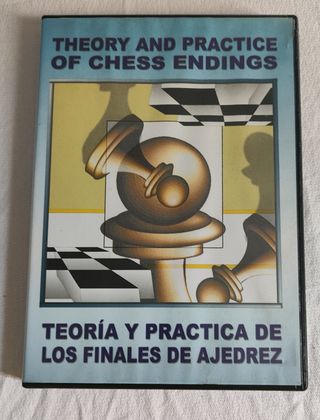 THEORY AND PRACTICE
OF CHESS ENDINGS
TEORÍA Y PRACTICA DE
LOS FINALES DE AJEDREZ